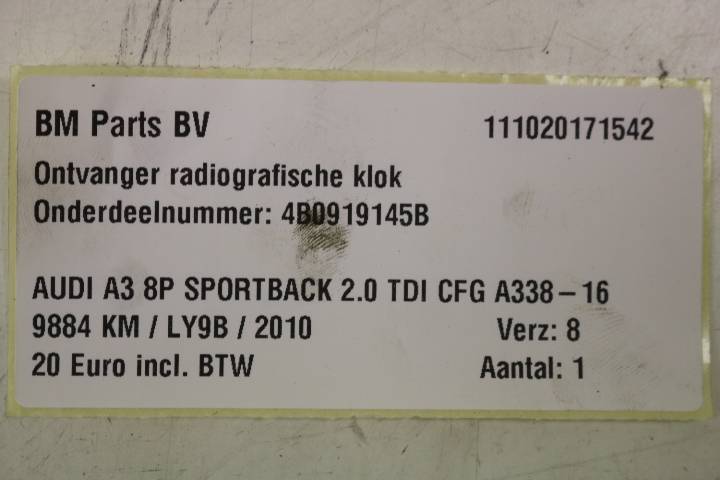 BM Parts BV 111020171542
Ontvanger radiografische klok
Onderdeelnummer: 4B0919145B
AUDI A3 8P SPORTBACK 2.0 TDI CFG A338-16
9884 KM / LY9B / 2010 Verz: 8
20 Euro incl. BTW Aantal: 1